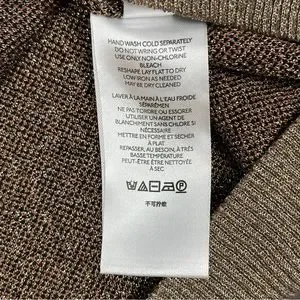 HAND WASH COLD SEPARATELY
DO NOT WRING OR TWIST
USE ONLY NON-CHLORINE
BLEACH
RESHAPE LAY FLAT TO DRY
LOW IRON AS NEEDED
MAY BE DRY CLEANED
LAVER À LA MAIN À L'EAU FROIDE
SÉPARÉMENT
NE PAS TORDRE OU ESSORER
UTILISER UN AGENT DE
BLANCHIMENT SANS CHLORE SI
NÉCESSAIRE
METTRE EN FORME ET SÉCHER
À PLAT
REPASSER, AU BESOIN, À TRÈS
BASSE TEMPÉRATURE
PEUT-ÊTRE ÊTRE NETTOYÉE
À SEC
P
不可拧绞